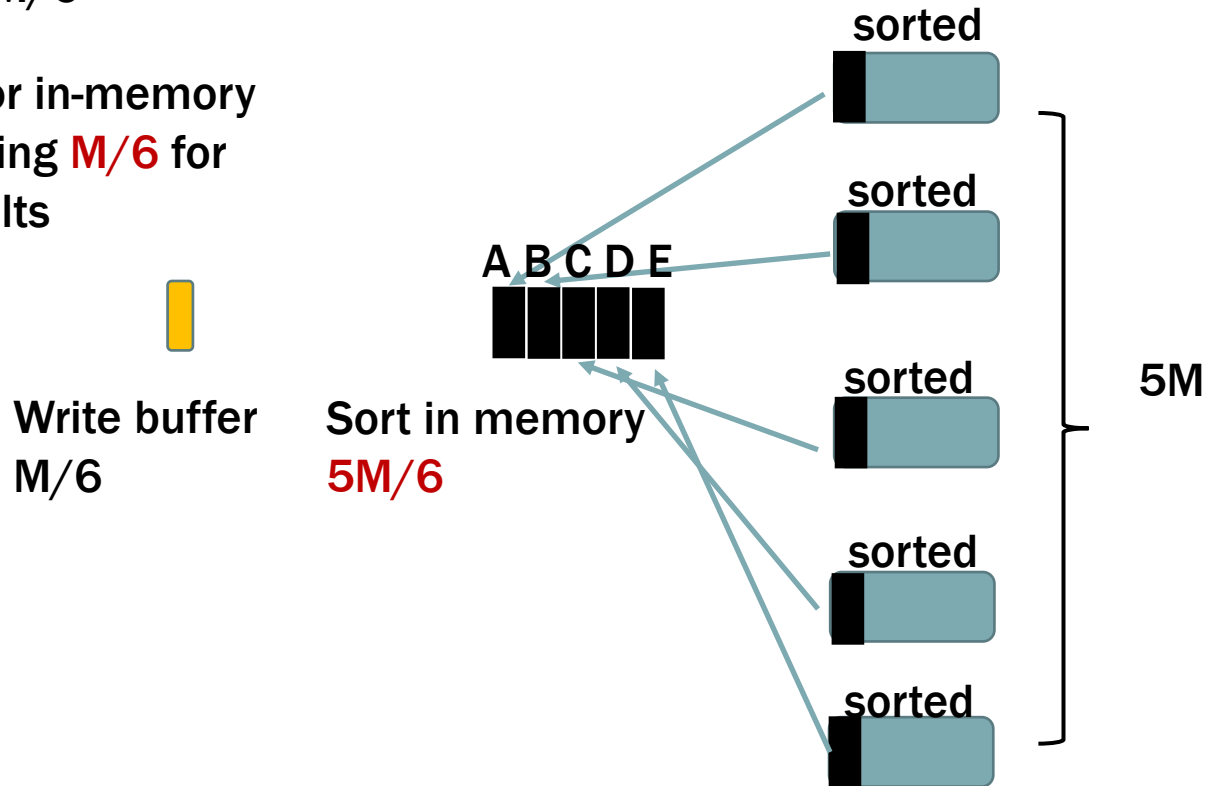 or in-memory
ing M/6 for
lts
Write buffer
M/6
A B C D E
Sort in memory
5M/6
sorted
sorted
sorted
sorted
sorted
5M